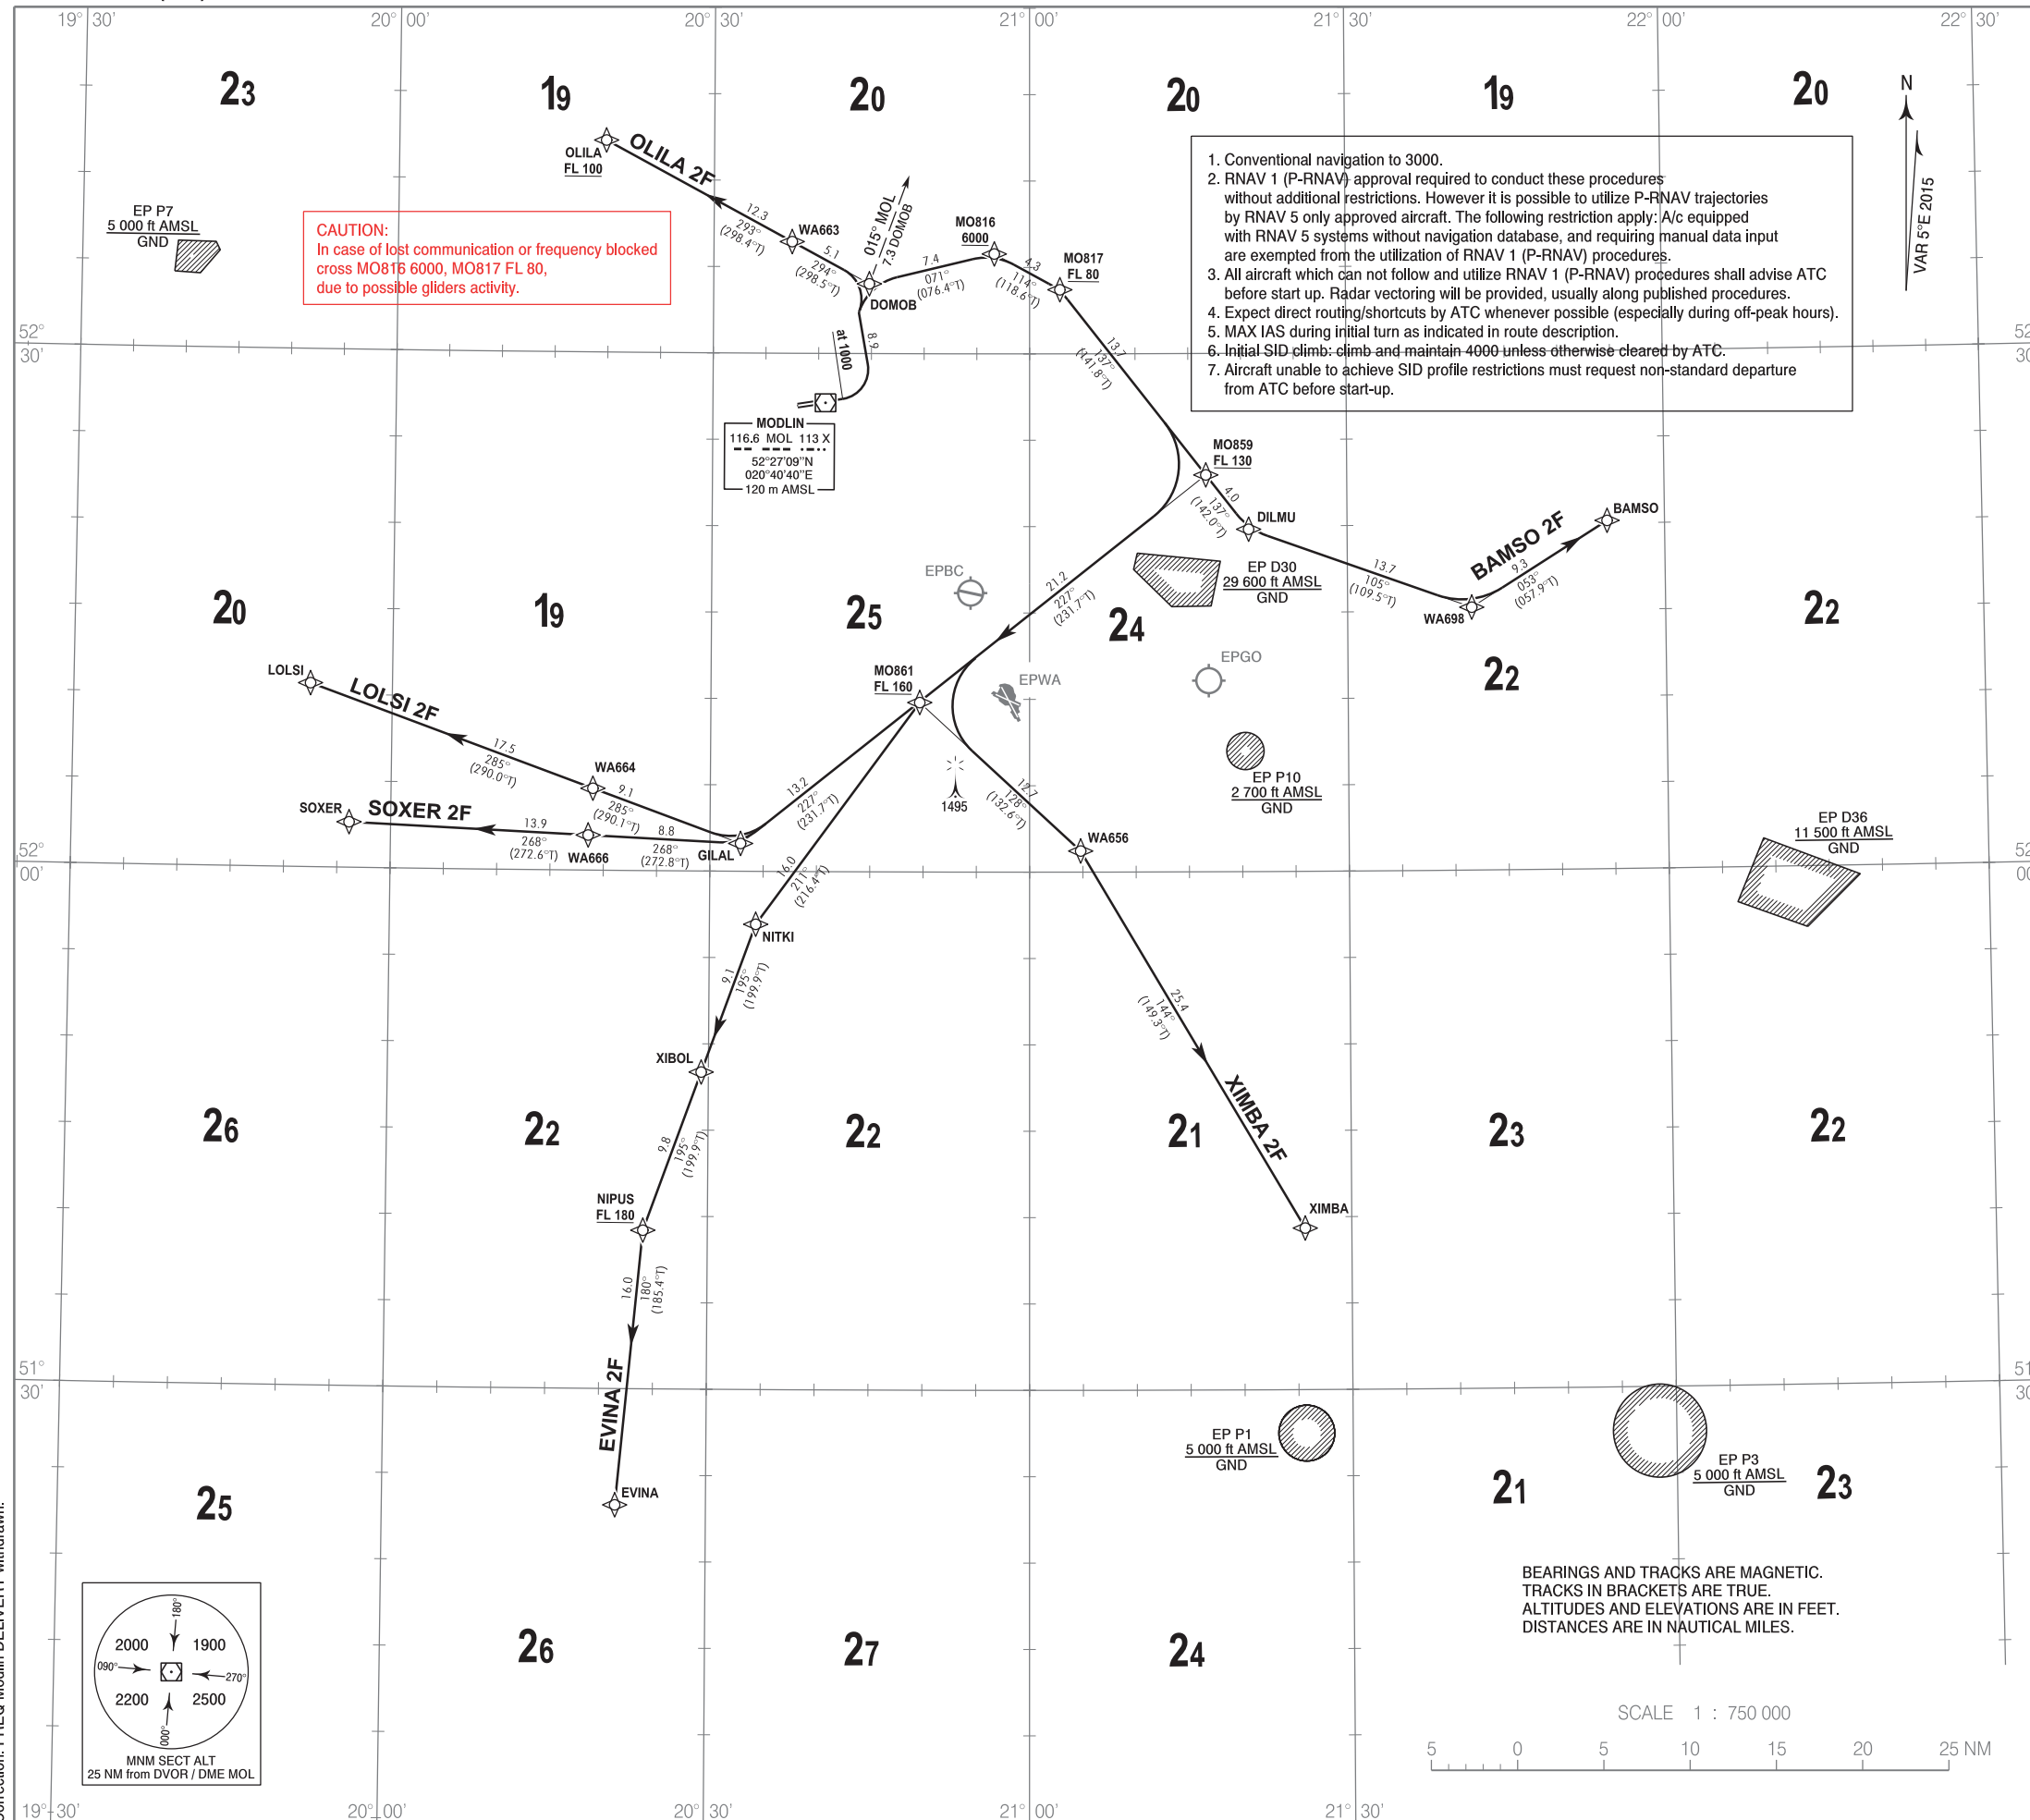 19° 30'
20° 00'
20° 30'
21° 00'
21° 30'
22° 00'
22° 30'
23
19
20
20
19
20
N
VAR 5°E 2015
OLILA
FL 100
OLILA 2F
12.3
293°
(298.4°T)
WA663
5.1
294°
(298.5°T)
015° MOL
7.3 DOMOB
DOMOB
7.4
071°
(076.4°T)
MO816
6000
4.3
114°
(118.6°T)
MO817
FL 80
EP P7
5 000 ft AMSL
GND
CAUTION:
In case of lost communication or frequency blocked
cross MO816 6000, MO817 FL 80,
due to possible gliders activity.
1. Conventional navigation to 3000.
2. RNAV 1 (P-RNAV) approval required to conduct these procedures
without additional restrictions. However it is possible to utilize P-RNAV trajectories
by RNAV 5 only approved aircraft. The following restriction apply: A/c equipped
with RNAV 5 systems without navigation database, and requiring manual data input
are exempted from the utilization of RNAV 1 (P-RNAV) procedures.
3. All aircraft which can not follow and utilize RNAV 1 (P-RNAV) procedures shall advise ATC
before start up. Radar vectoring will be provided, usually along published procedures.
4. Expect direct routing/shortcuts by ATC whenever possible (especially during off-peak hours).
5. MAX IAS during initial turn as indicated in route description.
6. Initial SID climb: climb and maintain 4000 unless otherwise cleared by ATC.
7. Aircraft unable to achieve SID profile restrictions must request non-standard departure
from ATC before start-up.
52°
30'
52
30
at 1000
8.9
13.7
137°
(141.8°T)
MODLIN
116.6 MOL 113 X
52°27'09"N
020°40'40"E
120 m AMSL
MO859
FL 130
4.0
137°
(142.0°T)
DILMU
13.7
105°
(109.5°T)
WA698
BAMSO 2F
9.3
053°
(057.9°T)
BAMSO
EPBC
EP D30
29 600 ft AMSL
GND
21.2
227°
(231.7°T)
20
19
25
24
22
22
EPGO
EPWA
MO861
FL 160
LOLSI
LOLSI 2F
17.5
285°
(290.0°T)
WA664
9.1
285°
(290.1°T)
SOXER
SOXER 2F
13.9
268°
(272.6°T)
WA666
8.8
268°
(272.8°T)
GILAL
13.2
227°
(231.7°T)
1495
12.7
128°
(132.6°T)
WA656
EP P10
2 700 ft AMSL
GND
EP D36
11 500 ft AMSL
GND
52°
00'
52
00
16.0
211°
(216.4°T)
NITKI
9.1
195°
(199.9°T)
XIBOL
25.4
144°
(149.3°T)
XIMBA 2F
XIMBA
26
22
22
21
23
22
9.8
195°
(199.9°T)
NIPUS
FL 180
16.0
180°
(185.4°T)
EVINA 2F
EVINA
51°
30'
51
30
EP P1
5 000 ft AMSL
GND
EP P3
5 000 ft AMSL
GND
25
21
23
26
27
24
BEARINGS AND TRACKS ARE MAGNETIC.
TRACKS IN BRACKETS ARE TRUE.
ALTITUDES AND ELEVATIONS ARE IN FEET.
DISTANCES ARE IN NAUTICAL MILES.
180°
2000 1900
090° 270°
2200 2500
000°
MNM SECT ALT
25 NM from DVOR / DME MOL
SCALE 1 : 750 000
5 0 5 10 15 20 25 NM
19° 30'
20° 00'
20° 30'
21° 00'
21° 30'
Correction: FREQ Modlin DELIVERY withdrawn.